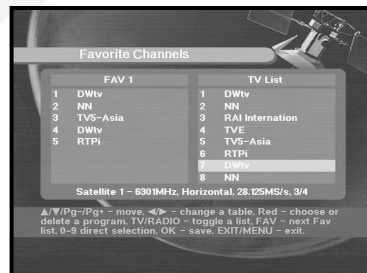 Favorite Channels
FAV 1
1 DWtv
2 NN
3 TV5-Asia
4 DWtv
5 RTPi
TV List
1 DWtv
2 NN
3 RAI Internation
4 TVE
5 TV5-Asia
6 RTPi
7 DWtv
8 NN
Satellite 1 - 6301MHz, Horizontal, 28.125MS/s, 3/4
▲/▼/Pg-/Pg+ - move, ◀/▶ - change a table, Red - choose or
delete a program, TV/RADIO - toggle a list, FAV - next Fav
list, 0-9 direct selection, OK - save, EXIT/MENU - exit.